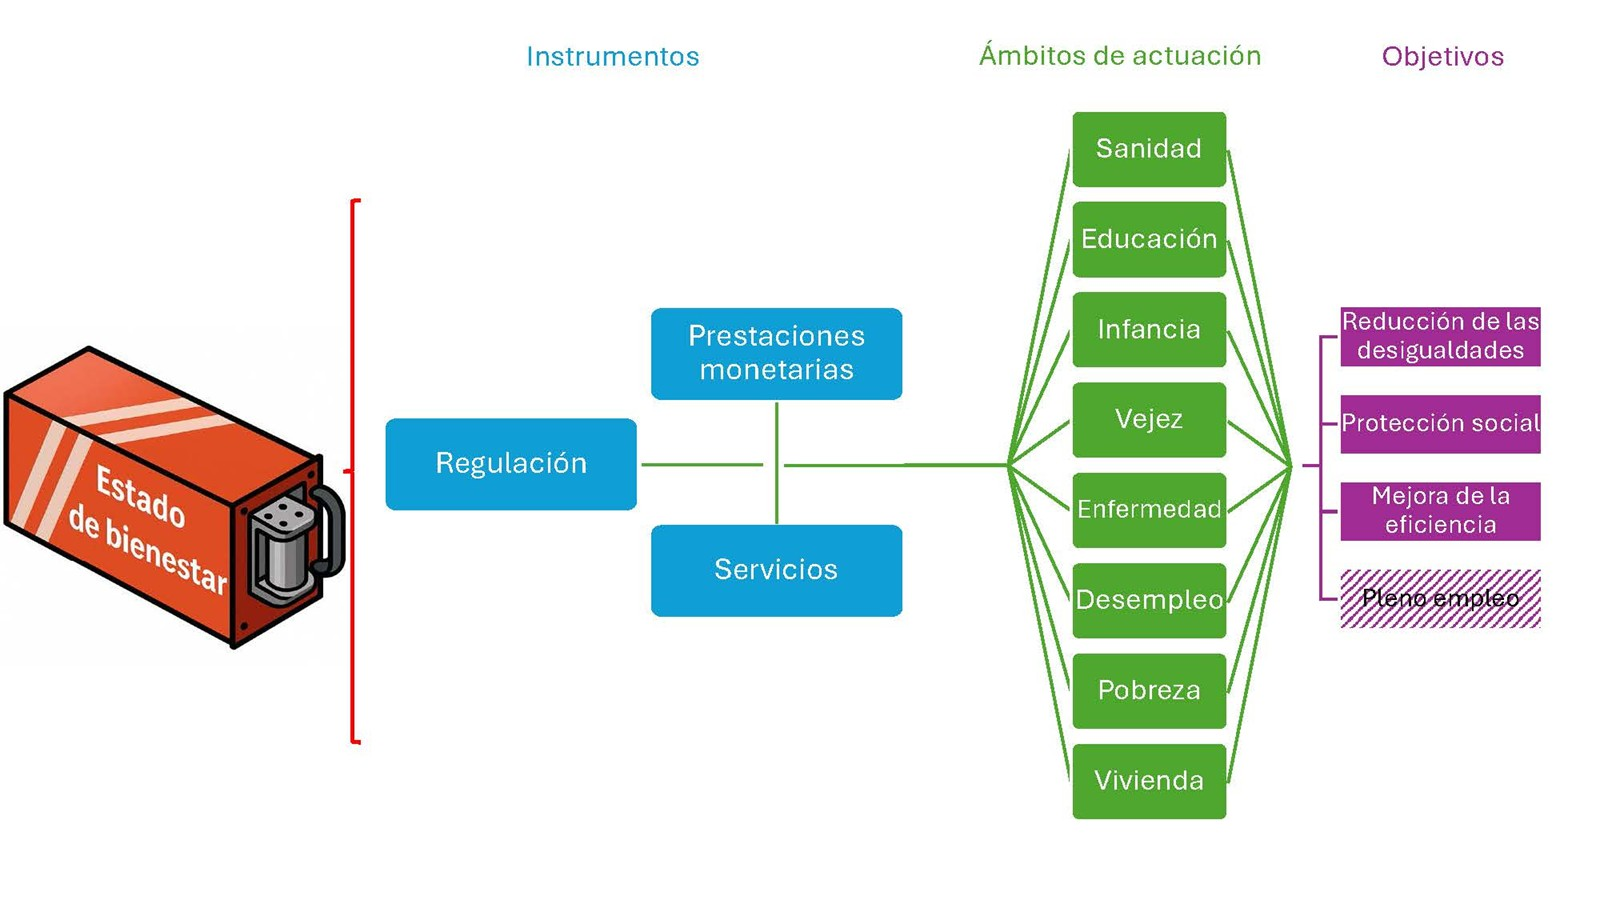 Instrumentos
Ámbitos de actuación
Objetivos
Estado
de bienestar
Regulación
Prestaciones
monetarias
Servicios
Sanidad
Educación
Infancia
Vejez
Enfermedad
Desempleo
Pobreza
Vivienda
Reducción de las
desigualdades
Protección social
Mejora de la
eficiencia
Pleno empleo